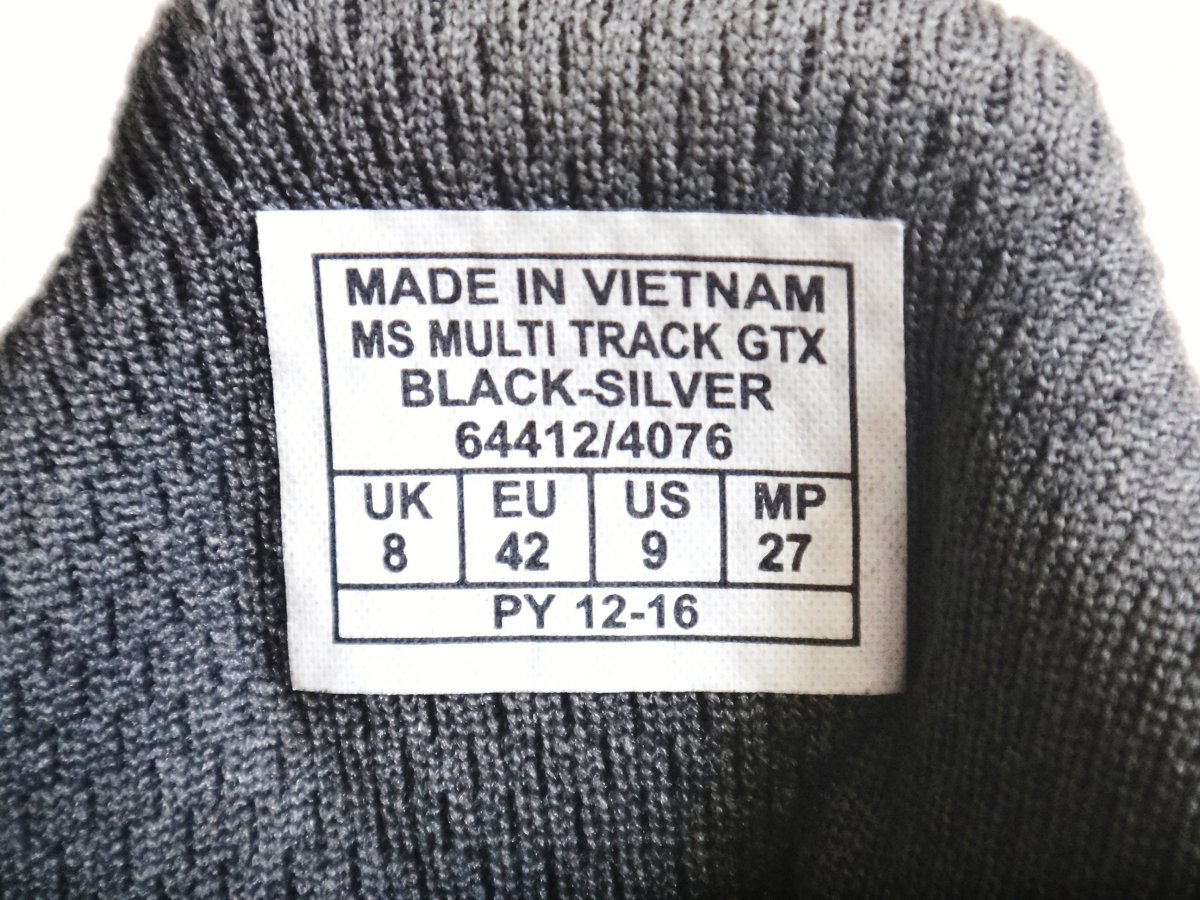 MADE IN VIETNAM
MS MULTI TRACK GTX
BLACK-SILVER
64412/4076
UK EU US MP
8 42 9 27
PY 12-16